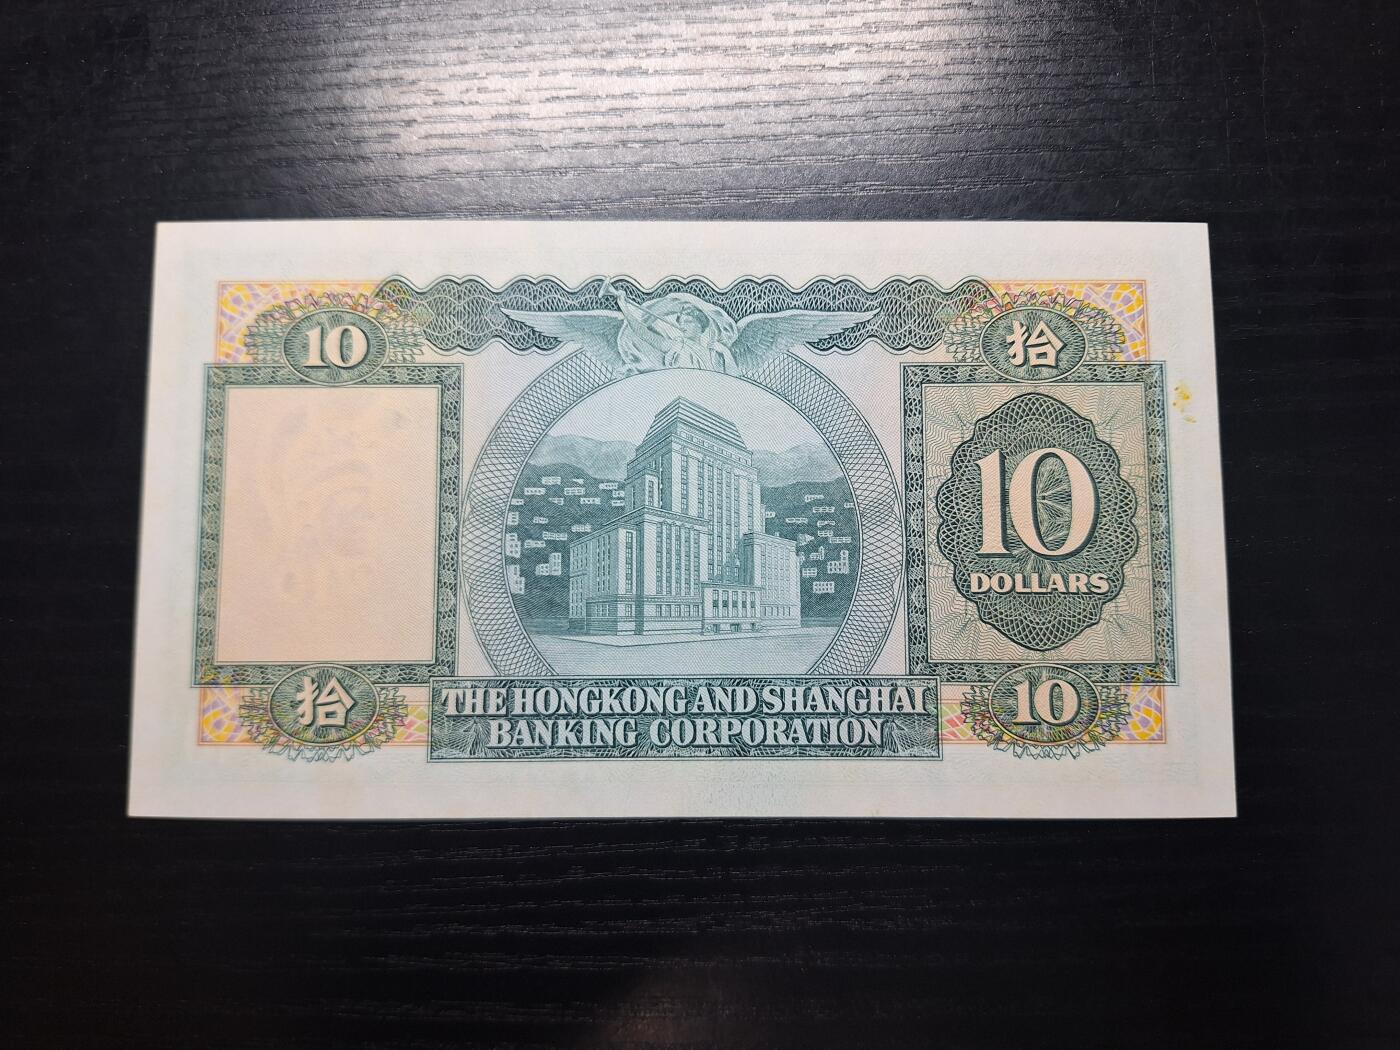 10
拾
10
DOLLARS
拾
10
THE HONGKONG AND SHANGHAI
BANKING CORPORATION